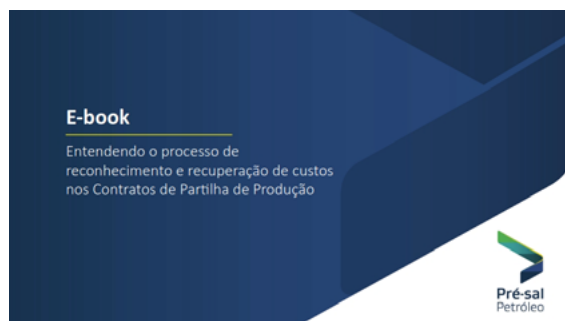 E-book
Entendendo o processo de
reconhecimento e recuperação de custos
nos Contratos de Partilha de Produção
Pré-sal
Petróleo